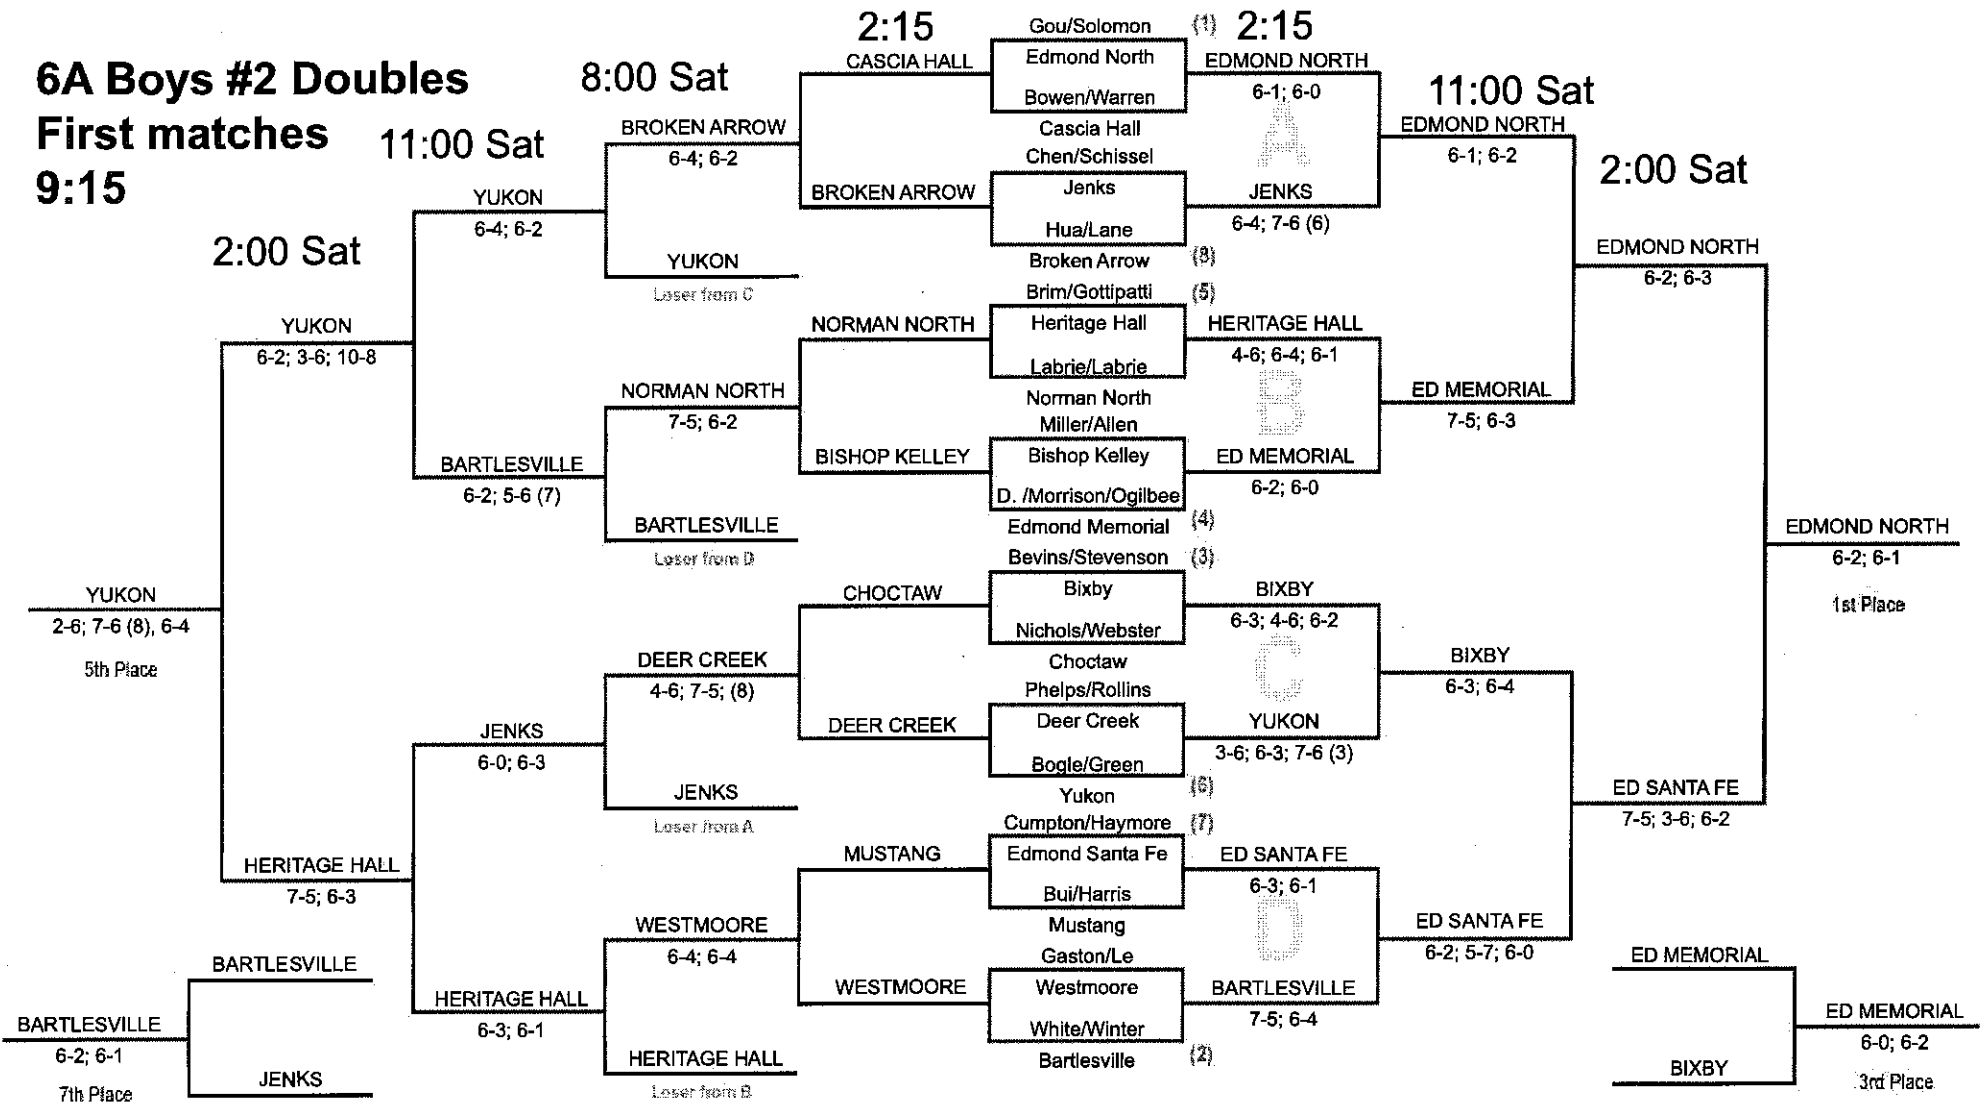 6A Boys #2 Doubles
First matches
9:15
2:00 Sat
11:00 Sat
8:00 Sat
2:15
2:15
11:00 Sat
2:00 Sat
YUKON
2-6; 7-6 (8), 6-4
5th Place
BARTLESVILLE
6-2; 6-1
7th Place
BARTLESVILLE
JENKS
YUKON
6-2; 3-6; 10-8
HERITAGE HALL
7-5; 6-3
YUKON
6-4; 6-2
BARTLESVILLE
6-2; 5-6 (7)
JENKS
6-0; 6-3
HERITAGE HALL
6-3; 6-1
BROKEN ARROW
6-4; 6-2
YUKON
Loser from C
NORMAN NORTH
7-5; 6-2
BARTLESVILLE
Loser from D
DEER CREEK
4-6; 7-5; (8)
JENKS
Loser from A
WESTMOORE
6-4; 6-4
HERITAGE HALL
Loser from B
CASCIA HALL
BROKEN ARROW
NORMAN NORTH
BISHOP KELLEY
CHOCTAW
DEER CREEK
MUSTANG
WESTMOORE
Gou/Solomon (1)
Edmond North
Bowen/Warren
Cascia Hall
Chen/Schissel
Jenks
Hua/Lane
Broken Arrow (8)
Brim/Gottipatti (5)
Heritage Hall
Labrie/Labrie
Norman North
Miller/Allen
Bishop Kelley
D. /Morrison/Ogilbee
Edmond Memorial (4)
Bevins/Stevenson (3)
Bixby
Nichols/Webster
Choctaw
Phelps/Rollins
Deer Creek
Bogle/Green
Yukon (6)
Cumpton/Haymore (7)
Edmond Santa Fe
Bui/Harris
Mustang
Gaston/Le
Westmoore
White/Winter
Bartlesville (2)
EDMOND NORTH
6-1; 6-0
A
JENKS
6-4; 7-6 (6)
HERITAGE HALL
4-6; 6-4; 6-1
B
ED MEMORIAL
6-2; 6-0
BIXBY
6-3; 4-6; 6-2
C
YUKON
3-6; 6-3; 7-6 (3)
ED SANTA FE
6-3; 6-1
D
BARTLESVILLE
7-5; 6-4
EDMOND NORTH
6-1; 6-2
ED MEMORIAL
7-5; 6-3
BIXBY
6-3; 6-4
ED SANTA FE
6-2; 5-7; 6-0
EDMOND NORTH
6-2; 6-3
ED SANTA FE
7-5; 3-6; 6-2
EDMOND NORTH
6-2; 6-1
1st Place
ED MEMORIAL
BIXBY
ED MEMORIAL
6-0; 6-2
3rd Place